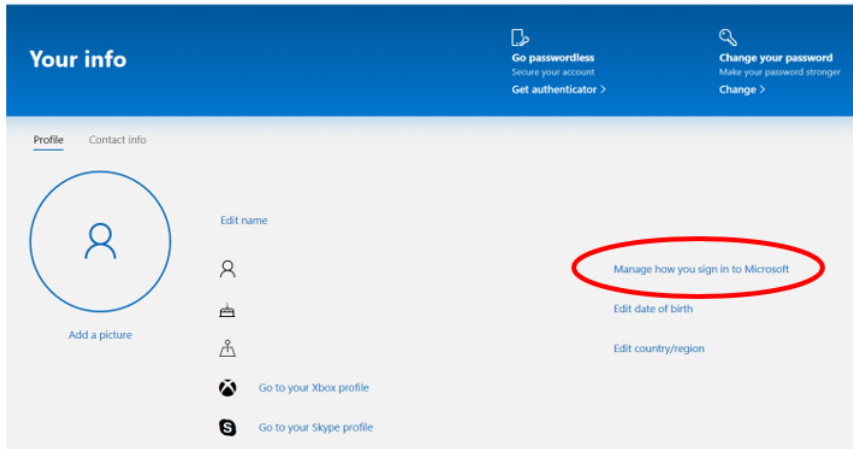 Your info
Go passwordless
Secure your account
Get authenticator >
Change your password
Make your password stronger
Change >
Profile
Contact info
Add a picture
Edit name
Manage how you sign in to Microsoft
Edit date of birth
Edit country/region
Go to your Xbox profile
Go to your Skype profile